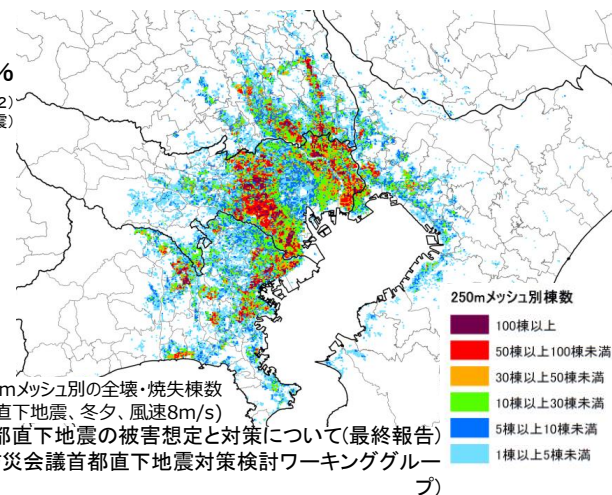 %
2)
震)
250mメッシュ別棟数
100棟以上
50棟以上100棟未満
30棟以上50棟未満
10棟以上30棟未満
5棟以上10棟未満
1棟以上5棟未満
mメッシュ別の全壊・焼失棟数
直下地震、冬夕、風速8m/s)
都直下地震の被害想定と対策について(最終報告)
災会議首都直下地震対策検討ワーキンググルー
プ)